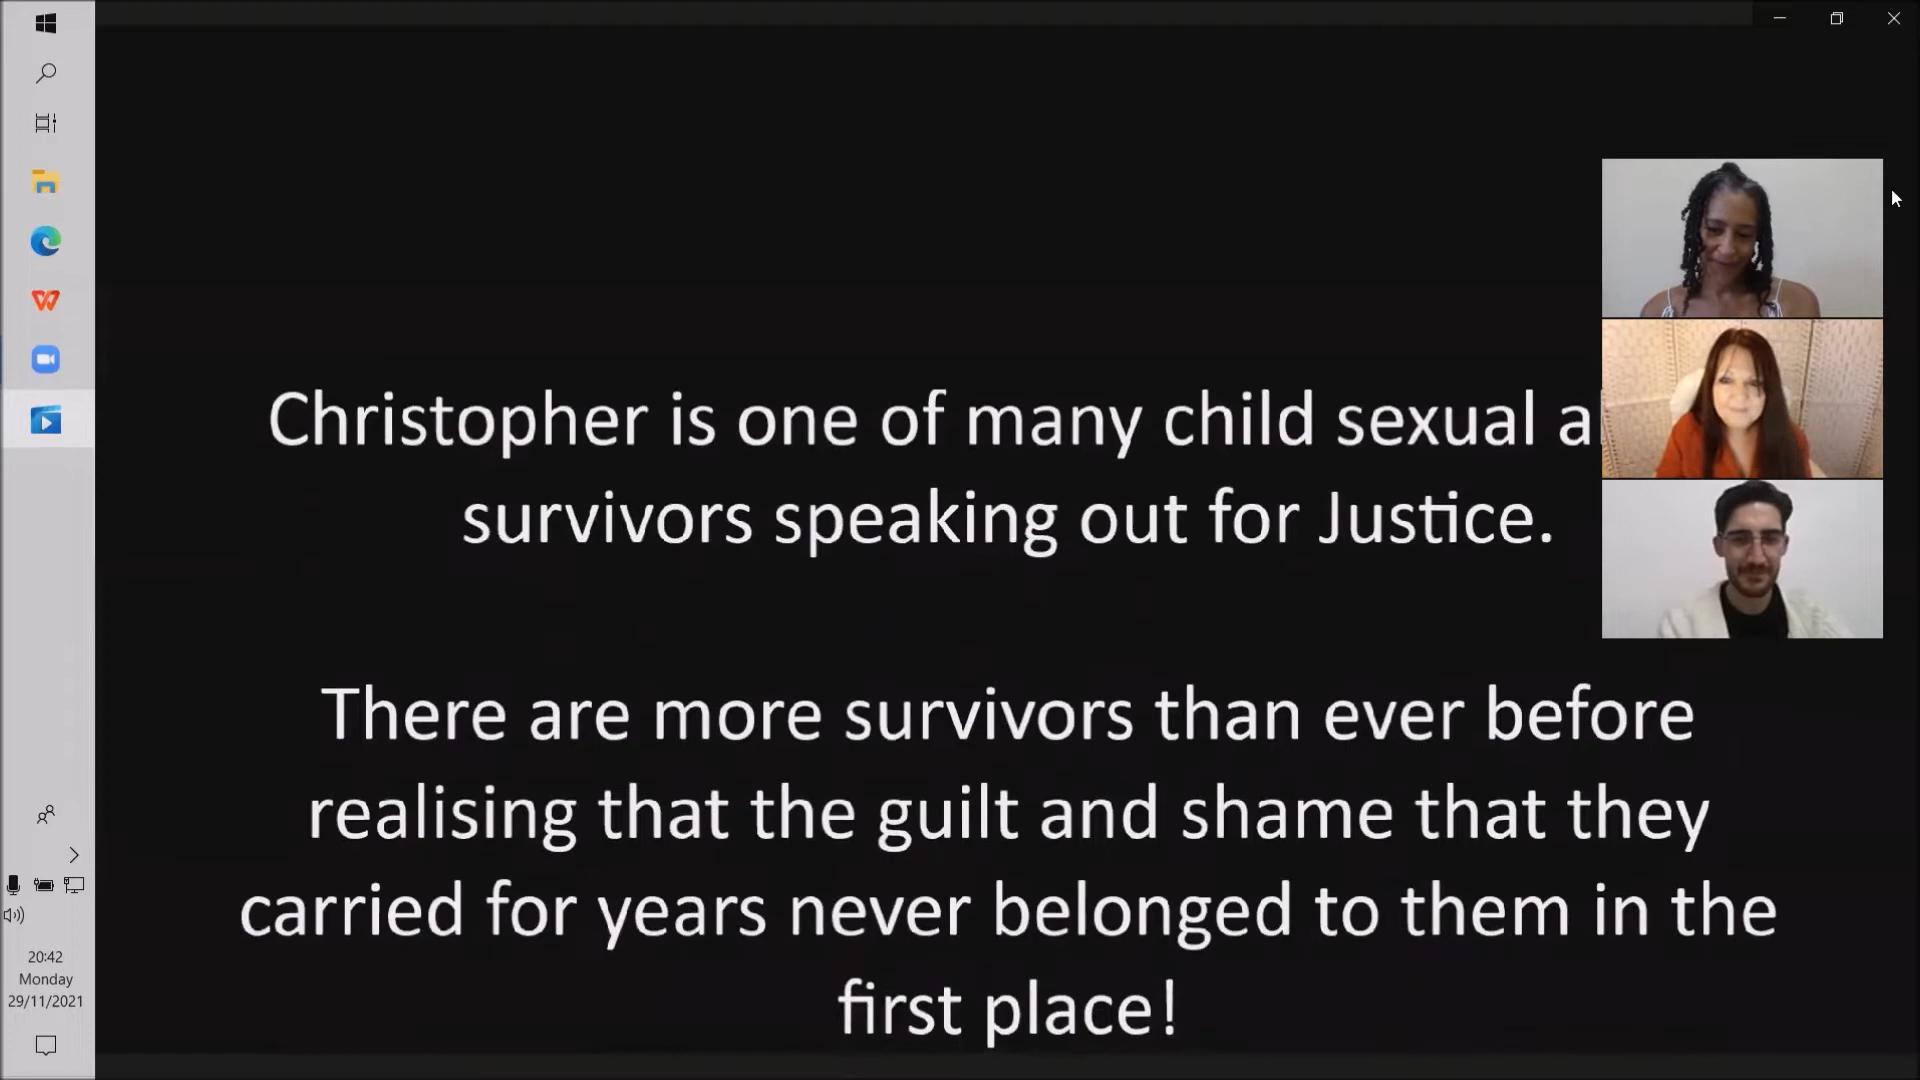 Christopher is one of many child sexual a
survivors speaking out for Justice.
There are more survivors than ever before
realising that the guilt and shame that they
carried for years never belonged to them in the
first place!
20:42
Monday
29/11/2021